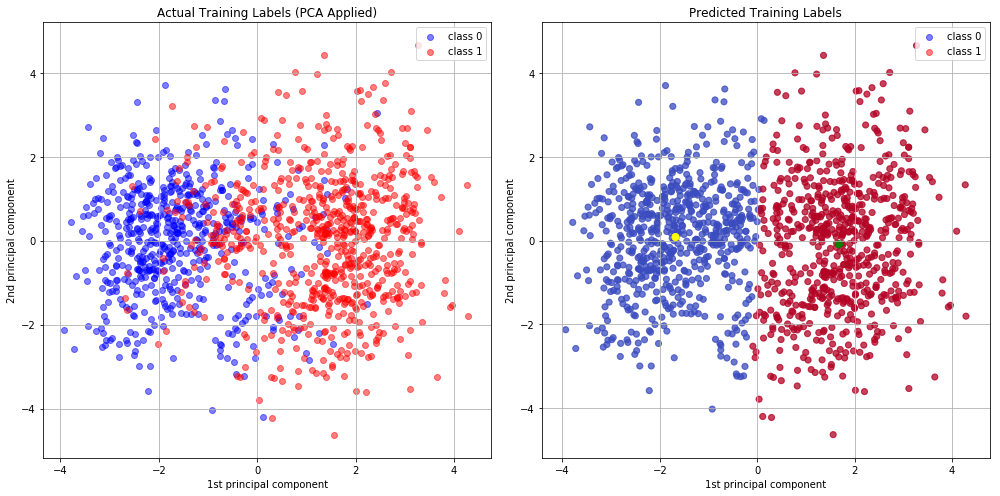 Actual Training Labels (PCA Applied)
class 0
class 1
4
2
0
−2
−4
2nd principal component
−4
−2
0
2
4
1st principal component
Predicted Training Labels
class 0
class 1
4
2
0
−2
−4
2nd principal component
−4
−2
0
2
4
1st principal component